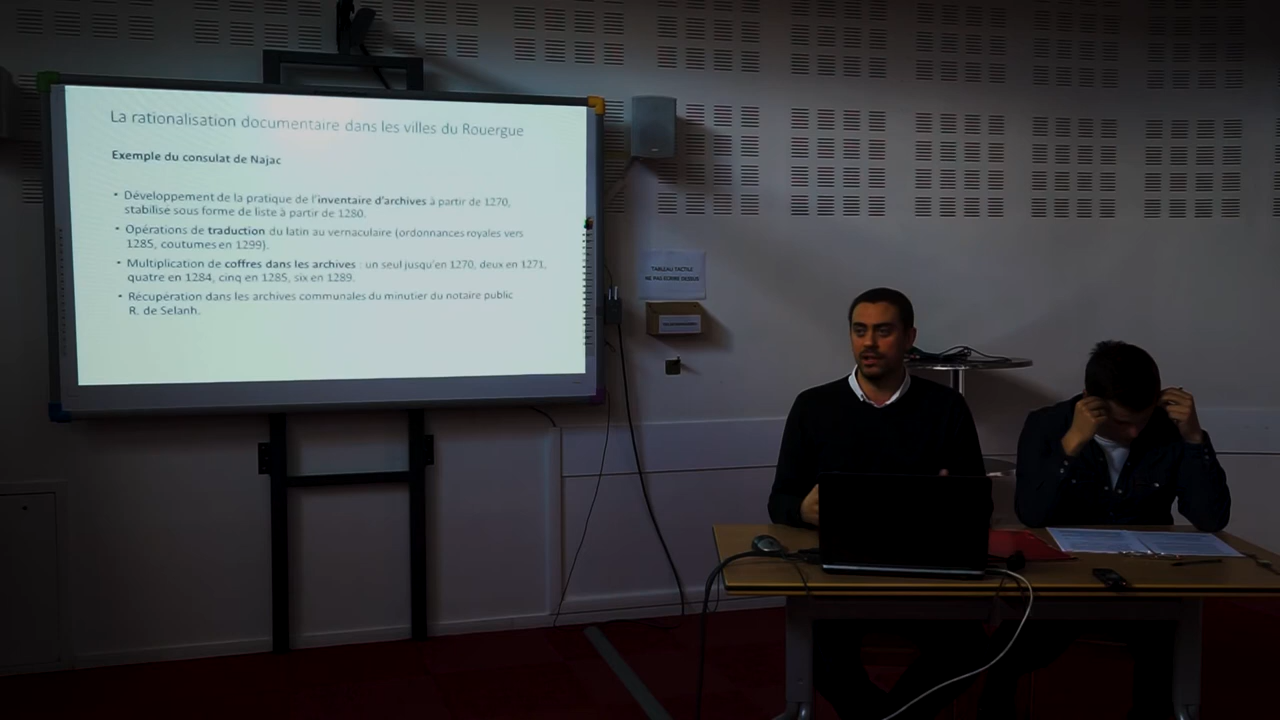 La rationalisation documentaire dans les villes du Rouergue
Exemple du consulat de Najac
• Développement de la pratique de l'inventaire d'archives à partir de 1270,
stabilisé sous forme de liste à partir de 1280.
• Opérations de traduction du latin au vernaculaire (ordonnances royales vers
1285, coutumes en 1299).
• Multiplication de coffres dans les archives : un seul jusqu'en 1270, deux en 1271,
quatre en 1284, cinq en 1285, six en 1289.
• Récupération dans les archives communales du minutier du notaire public
R. de Selanh.
TABLEAU TACTILE
NE PAS ECRIRE DESSUS